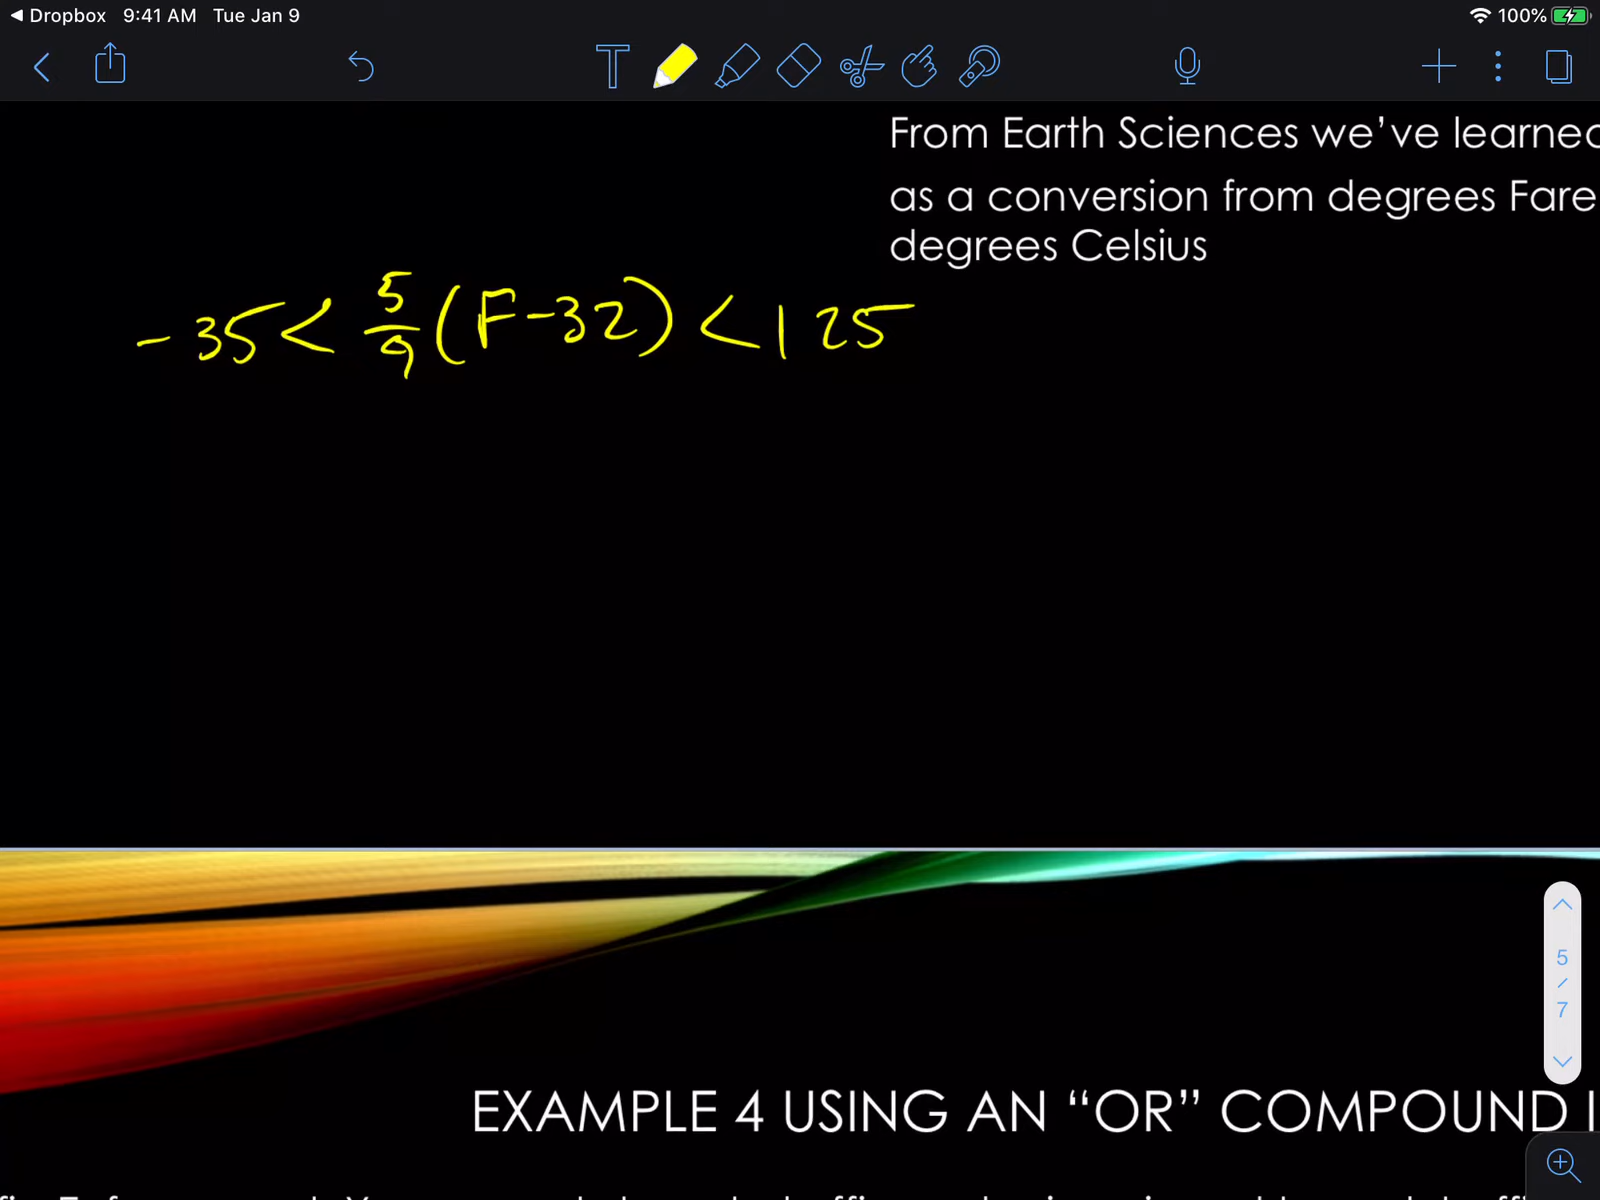 Dropbox 9:41 AM Tue Jan 9 100%
From Earth Sciences we’ve learned
as a conversion from degrees Fare
degrees Celsius
-35 < 5/9 (F-32) < 125
5
/
7
EXAMPLE 4 USING AN “OR” COMPOUND I